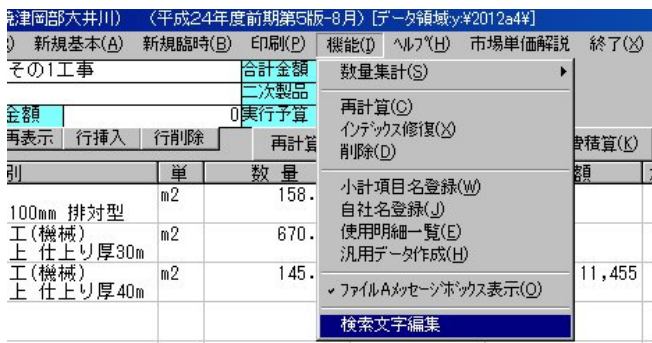 焼津岡部大井川) 〈平成24年度前期第5版-8月〉[データ領域:y:¥2012a4¥]
新規基本(A) 新規臨時(B) 印刷(P) 機能(I) ヘルプ(H) 市場単価解説 終了(X)
その1工事 合計金額
二次製品
金額 0 実行予算
再表示 行挿入 行削除 再計算 費積算(K)
別 単 数 量 額
100mm 排対型 m2 158.
工(機械) m2 670.
上 仕上り厚30m
工(機械) m2 145. 11,455
上 仕上り厚40m
数量集計(S)
再計算(C)
インデックス修復(X)
削除(D)
小計項目名登録(W)
自社名登録(J)
使用明細一覧(E)
汎用データ作成(H)
ファイルAメッセージボックス表示(O)
検索文字編集